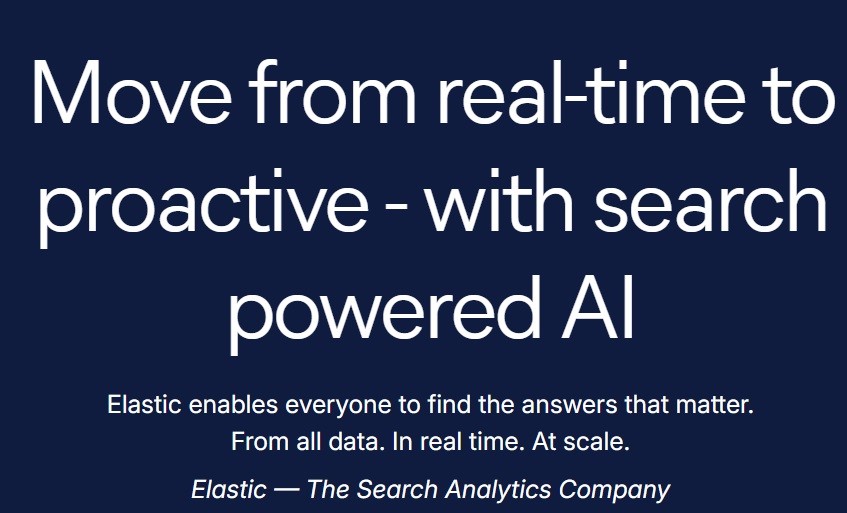 Move from real-time to
proactive - with search
powered AI
Elastic enables everyone to find the answers that matter.
From all data. In real time. At scale.
Elastic — The Search Analytics Company